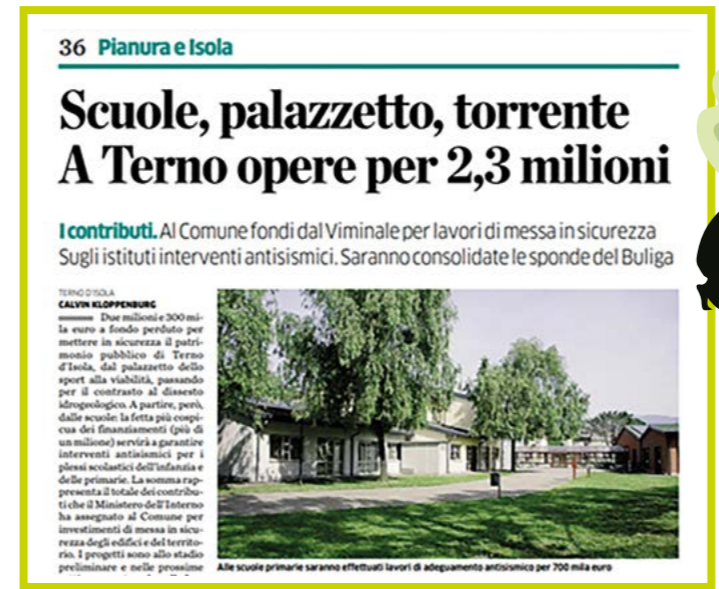 36 Pianura e Isola
Scuole, palazzetto, torrente
A Terno opere per 2,3 milioni
I contributi. Al Comune fondi dal Viminale per lavori di messa in sicurezza
Sugli istituti interventi antisismici. Saranno consolidate le sponde del Buliga
TERNO D'ISOLA
CALVIN KLOPPENBURG
Due milioni e 300 mi-
la euro a fondo perduto per
mettere in sicurezza il patri-
monio pubblico di Terno
d'Isola, dal palazzetto dello
sport alla viabilità, passando
per il contrasto al dissesto
idrogeologico. A partire, però,
dalle scuole: la fetta più cospi-
cua dei finanziamenti (più di
un milione) servirà a garantire
interventi antisismici per i
plessi scolastici dell'infanzia e
delle primarie. La somma rap-
presenta il totale dei contribu-
ti che il Ministero dell'Interno
ha assegnato al Comune per
investimenti di messa in sicu-
rezza degli edifici e del territo-
rio. I progetti sono allo stadio
preliminare e nelle prossime
Alle scuole primarie saranno effettuati lavori di adeguamento antisismico per 700 mila euro